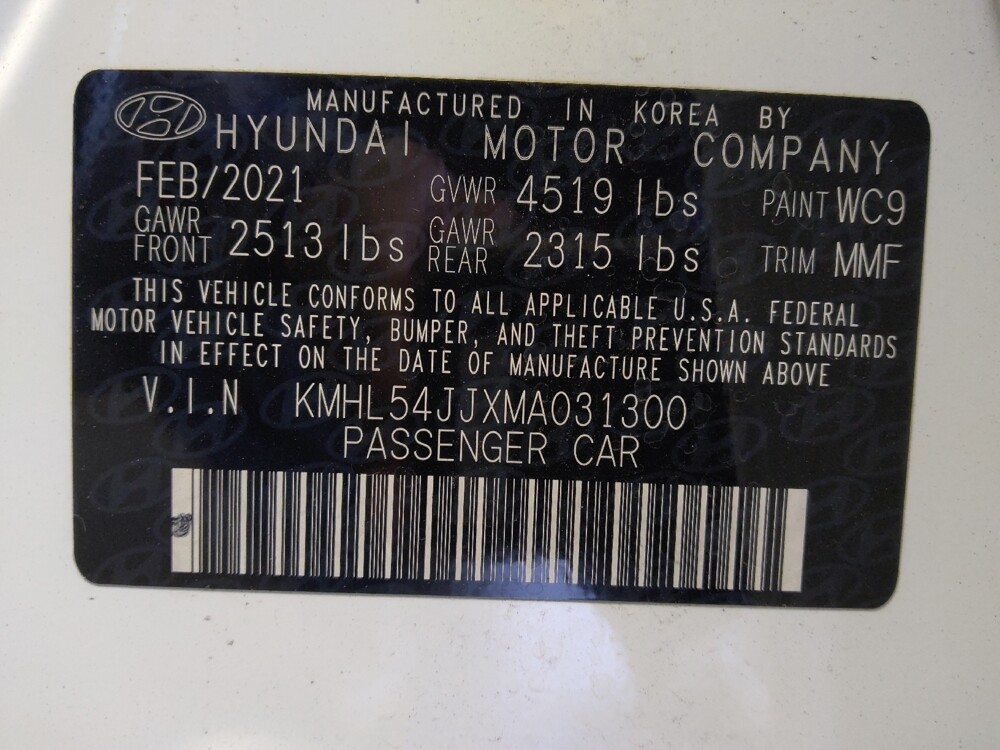 MANUFACTURED IN KOREA BY
HYUNDAI MOTOR COMPANY
FEB/2021 GVWR 4519 lbs PAINT WC9
GAWR FRONT 2513 lbs GAWR REAR 2315 lbs TRIM MMF
THIS VEHICLE CONFORMS TO ALL APPLICABLE U.S.A. FEDERAL
MOTOR VEHICLE SAFETY, BUMPER, AND THEFT PREVENTION STANDARDS
IN EFFECT ON THE DATE OF MANUFACTURE SHOWN ABOVE
V.I.N KMHL54JJXMA031300
PASSENGER CAR